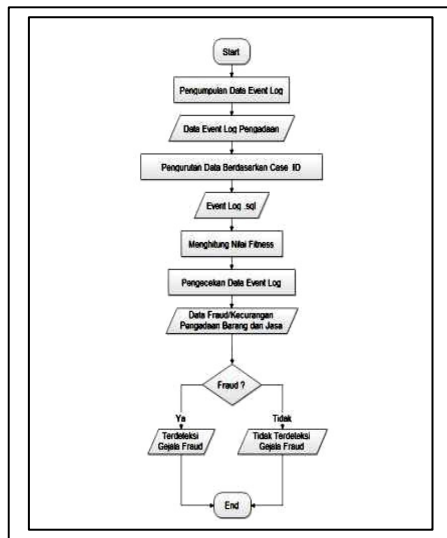 Start
Pengumpulan Data Event Log
Data Event Log Pengadaan
Pengurutan Data Berdasarkan Case ID
Event Log .sql
Menghitung Nilai Fitness
Pengecekan Data Event Log
Data Fraud/Kecurangan
Pengadaan Barang dan Jasa
Fraud ?
Ya
Tidak
Terdeteksi
Gejala Fraud
Tidak Terdeteksi
Gejala Fraud
End